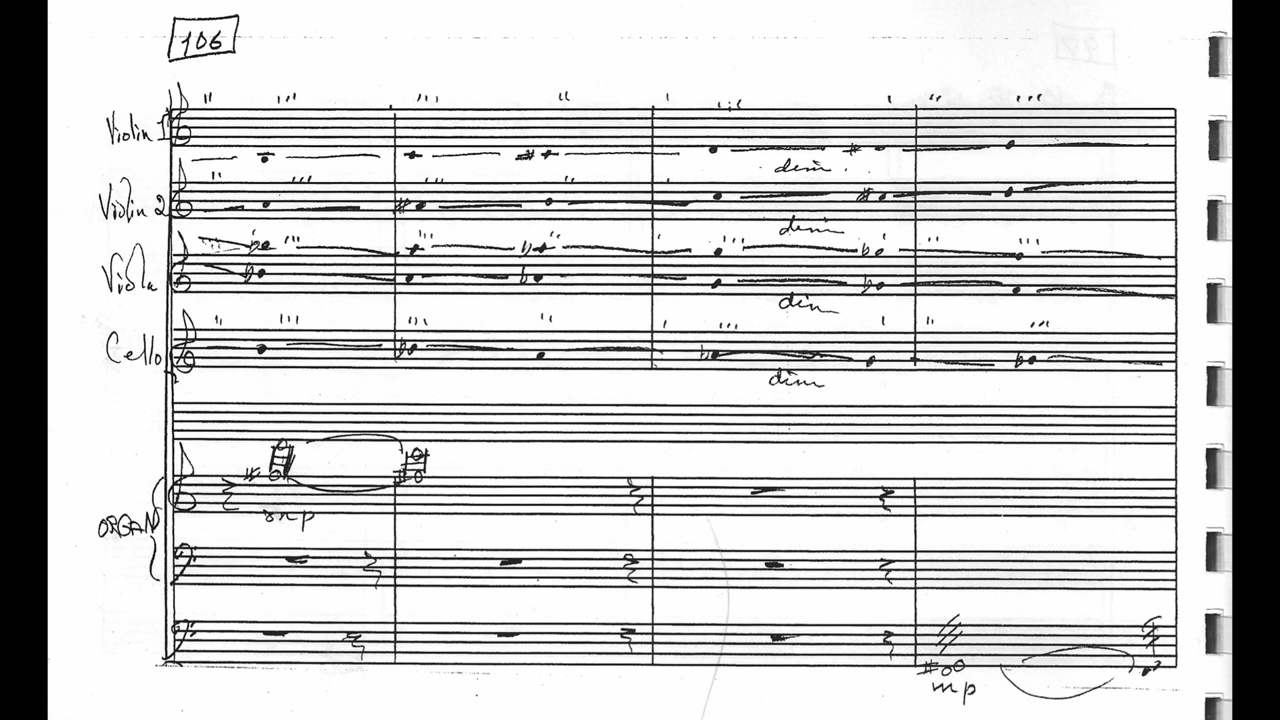 106
Violin 1
dim.
Violin 2
dim
Viola
dim
Cello
dim
ORGAN
mp
mp